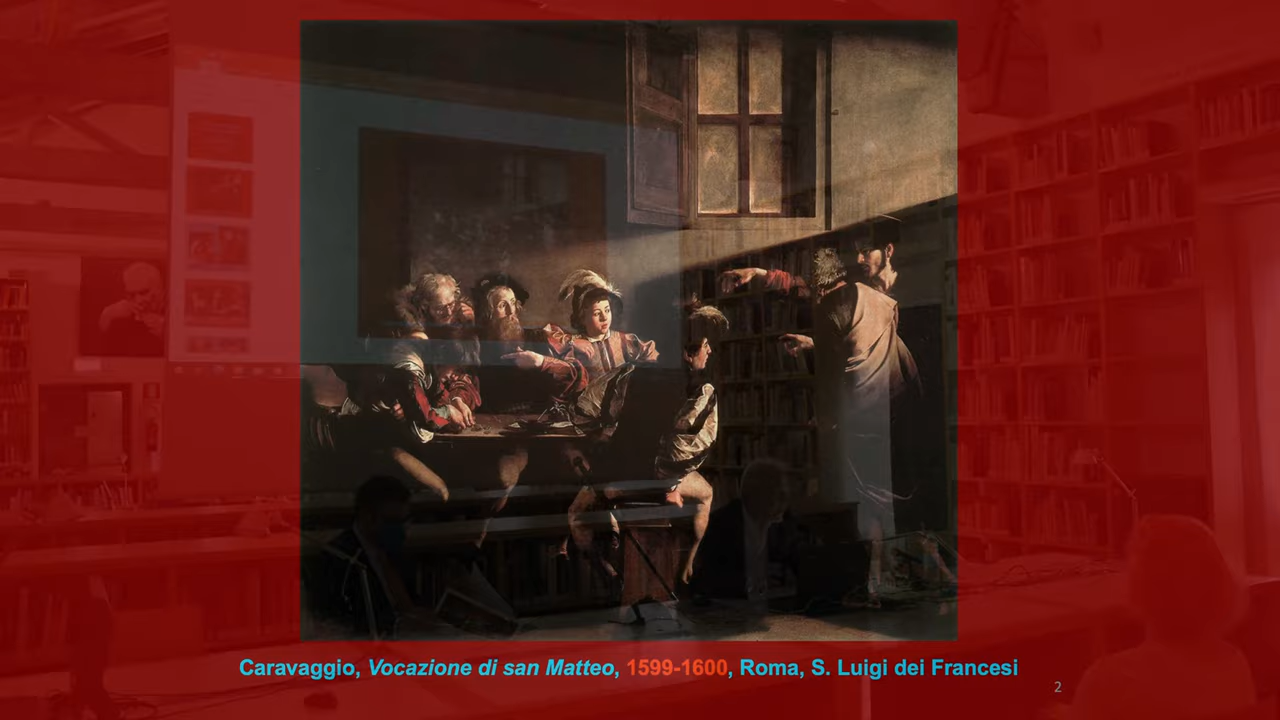 Caravaggio, Vocazione di san Matteo, 1599-1600, Roma, S. Luigi dei Francesi
2